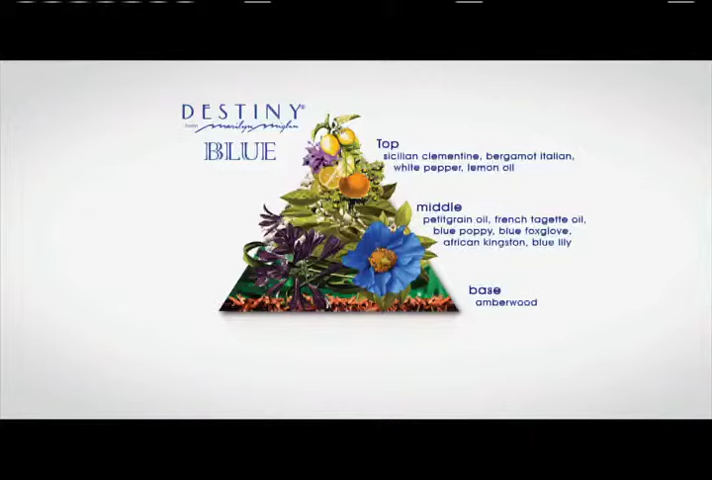 DESTINY®
from marilyn miglin
BLUE
Top
sicilian clementine, bergamot italian,
white pepper, lemon oil
middle
petitgrain oil, french tagette oil,
blue poppy, blue foxglove,
african kingston, blue lily
base
amberwood